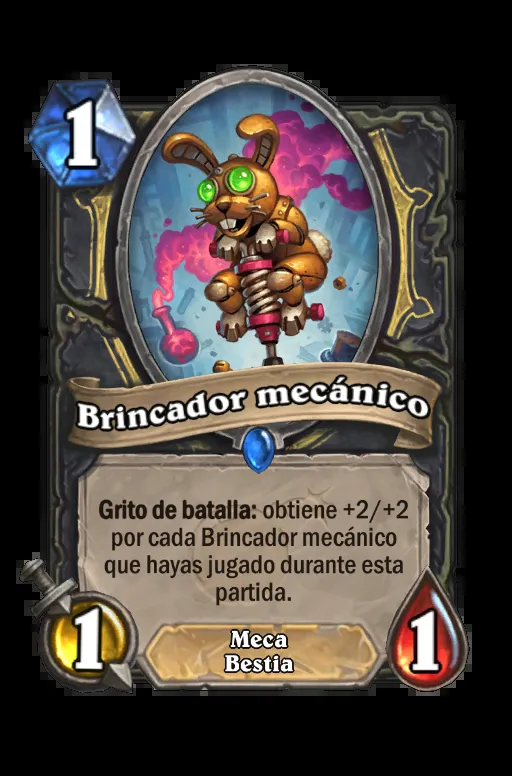 1
Brincador mecánico
Grito de batalla: obtiene +2/+2
por cada Brincador mecánico
que hayas jugado durante esta
partida.
1
Meca
Bestia
1